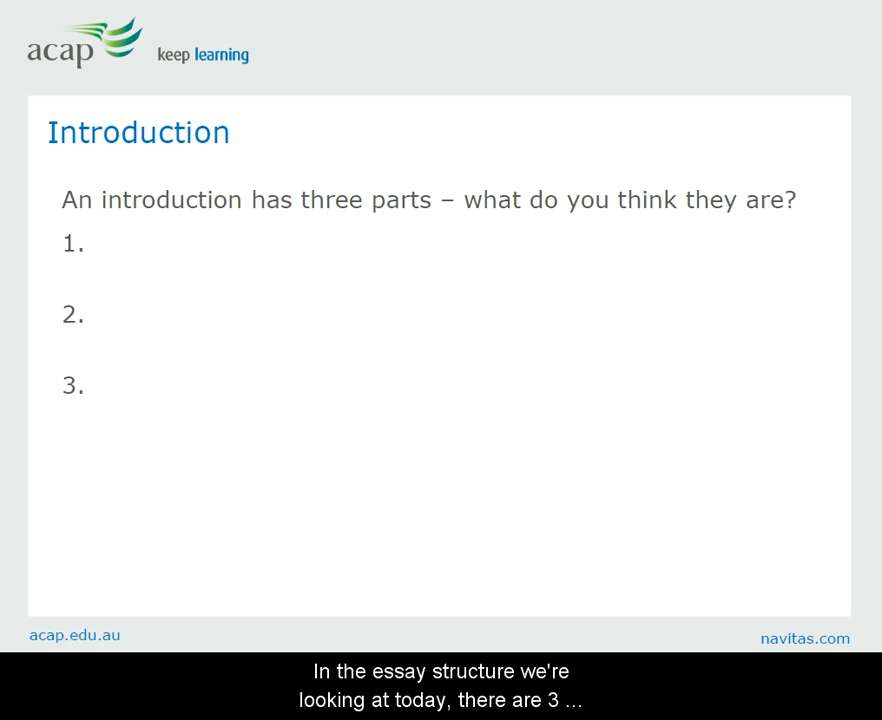 acap
keep learning
Introduction
An introduction has three parts – what do you think they are?
1.
2.
3.
acap.edu.au
navitas.com
In the essay structure we're
looking at today, there are 3 ...